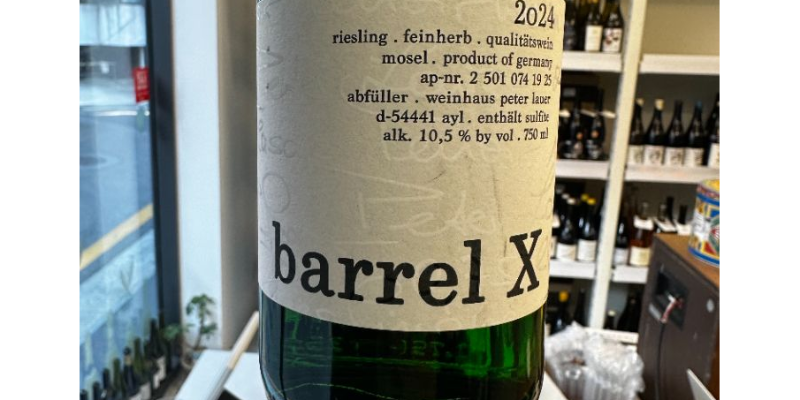 2024
riesling . feinherb . qualitätswein
mosel . product of germany
ap-nr. 2 501 074 19 25
abfüller . weinhaus peter lauer
d-54441 ayl . enthält sulfite
alk. 10,5 % by vol . 750 ml
barrel X